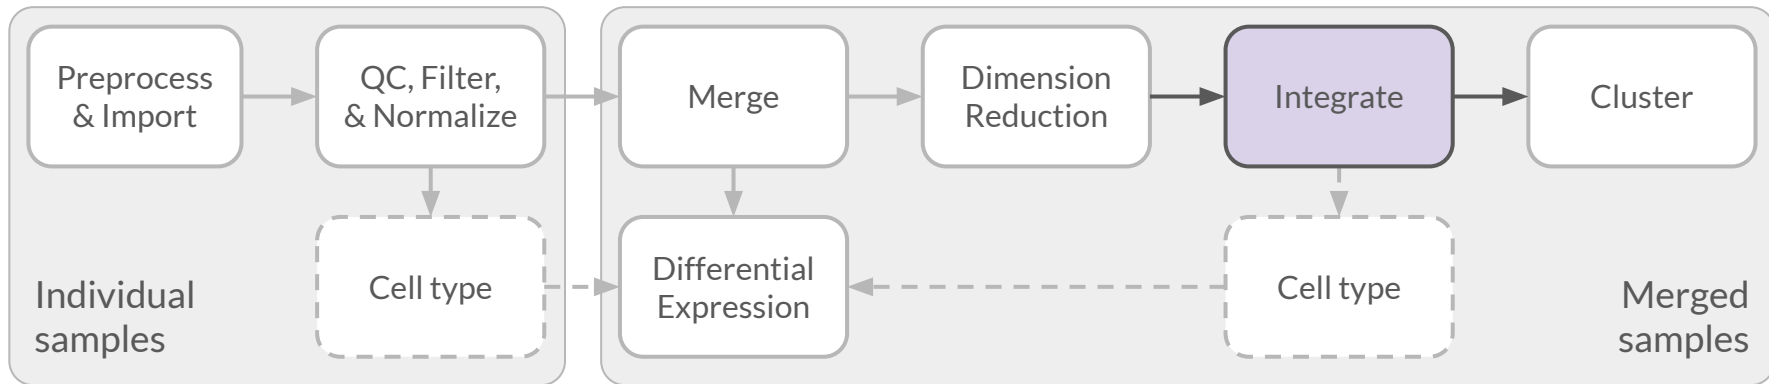 Preprocess
& Import
QC, Filter,
& Normalize
Merge
Dimension
Reduction
Integrate
Cluster
Individual
samples
Cell type
Differential
Expression
Cell type
Merged
samples